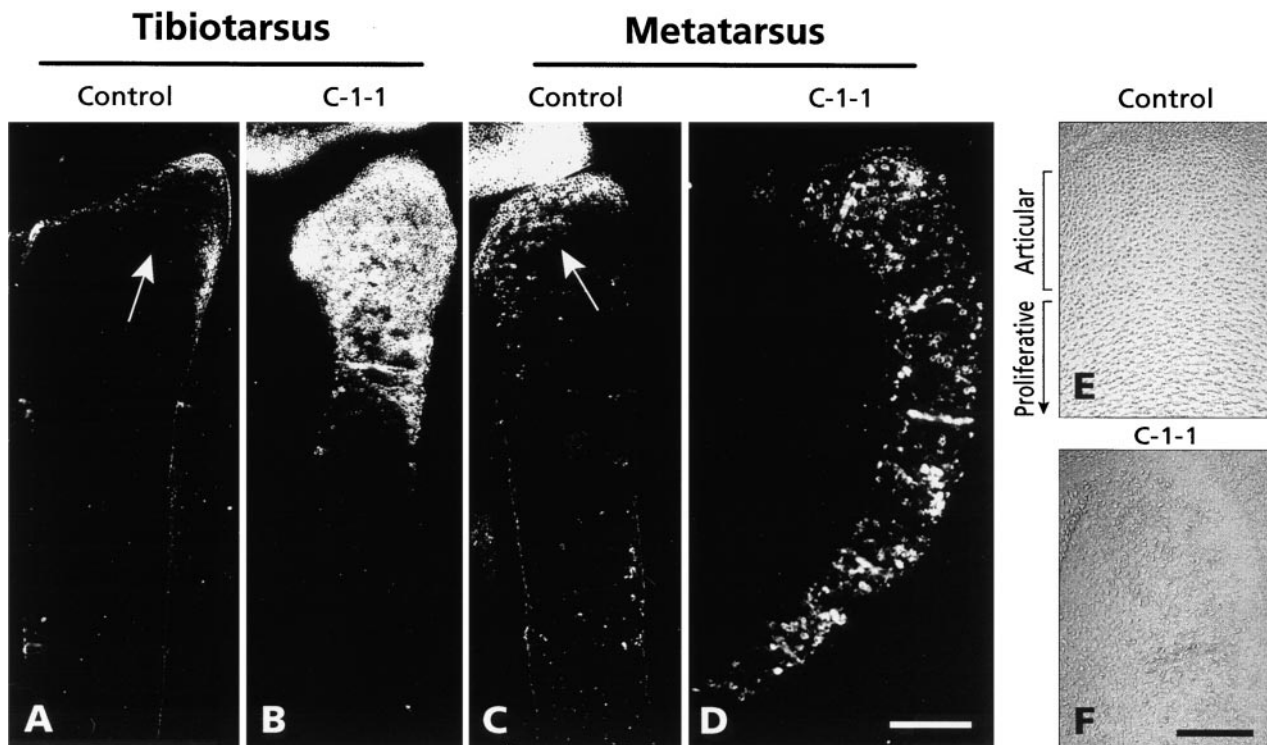 Tibiotarsus
Metatarsus
Control
C-1-1
Control
C-1-1
Control
A
B
C
D
Articular
Proliferative
E
C-1-1
F